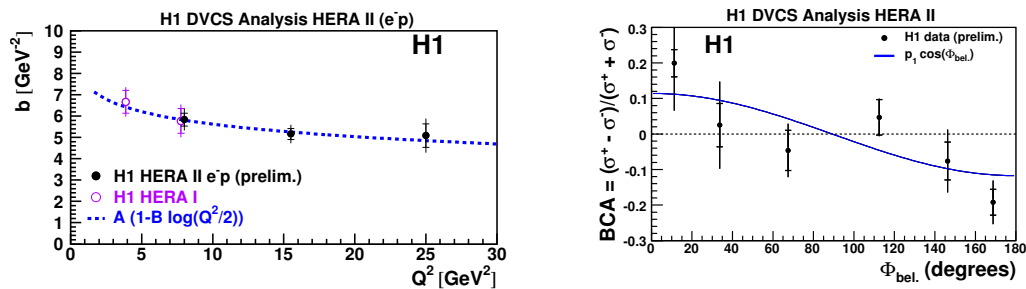 H1 DVCS Analysis HERA II (e⁻p)
H1
b [GeV⁻²]
10
9
8
7
6
5
4
3
2
1
0
H1 HERA II e⁻p (prelim.)
H1 HERA I
A (1-B log(Q²/2))
0 5 10 15 20 25 30
Q² [GeV²]
H1 DVCS Analysis HERA II
H1
H1 data (prelim.)
p₁ cos(Φbel.)
BCA = (σ⁺ - σ⁻)/(σ⁺ + σ⁻)
0.3
0.2
0.1
0
-0.1
-0.2
-0.3
0 20 40 60 80 100 120 140 160 180
Φbel. (degrees)